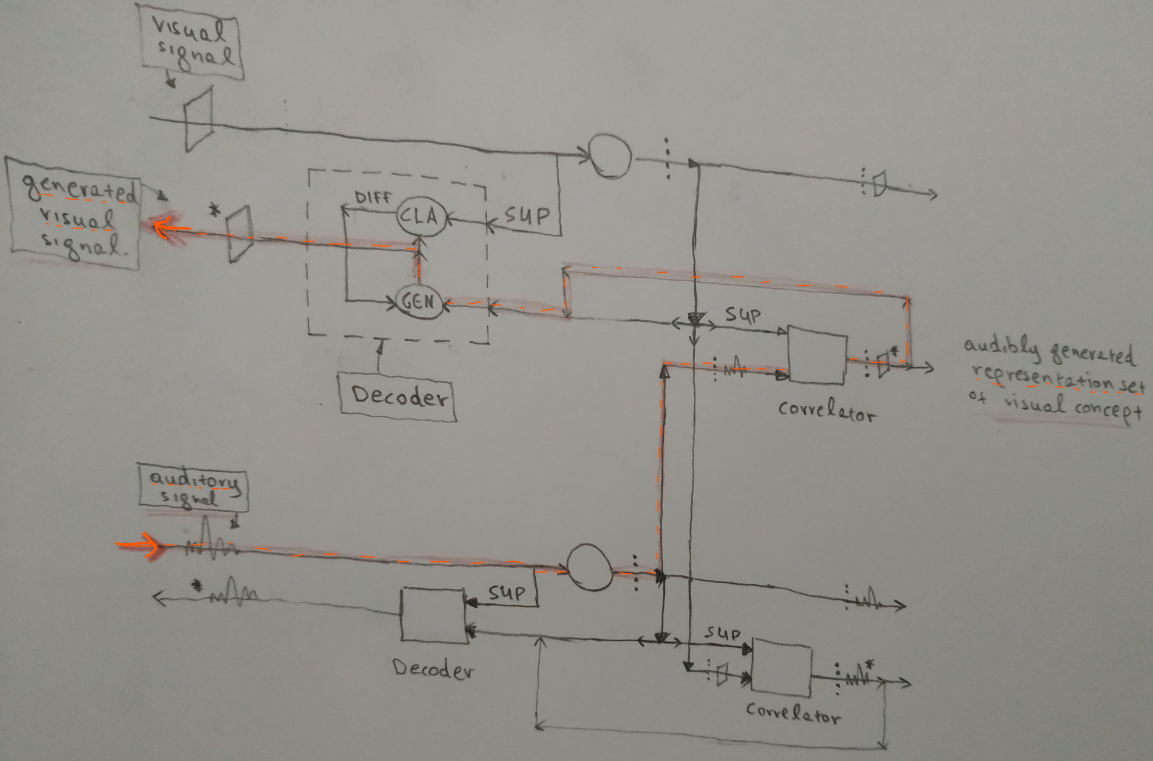 visual
signal
generated
visual
signal.
*
DIFF
CLA
SUP
GEN
Decoder
SUP
*
Correlator
audibly generated
representation set
of visual concept
auditory
signal
*
SUP
Decoder
SUP
*
Correlator